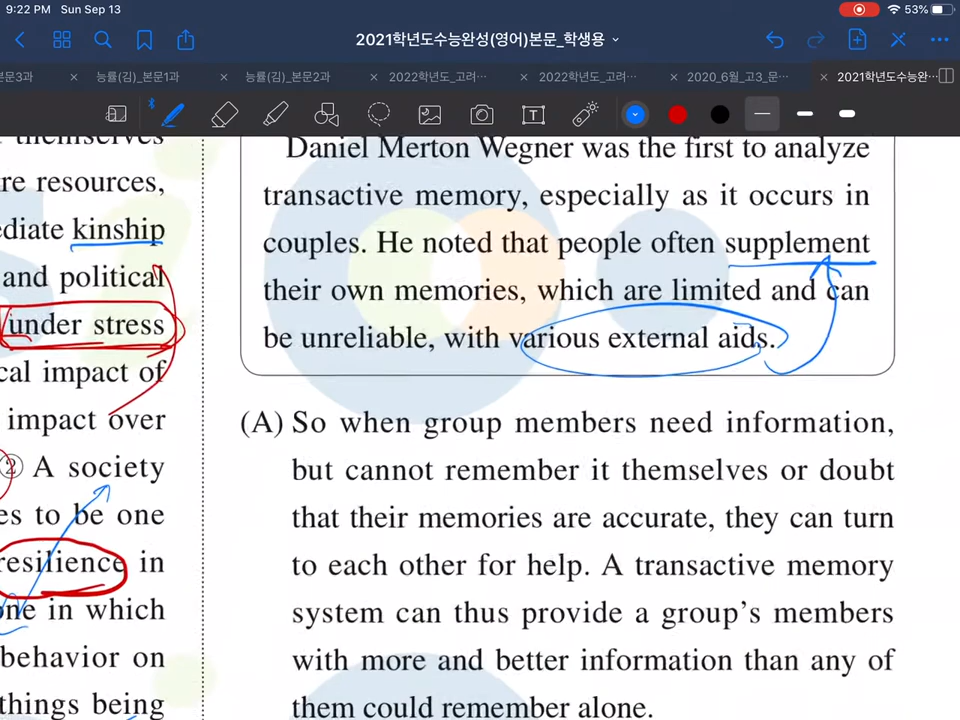 9:22 PM Sun Sep 13
53%
2021학년도수능완성(영어)본문_학생용
본문3과
능률(김)_본문1과
능률(김)_본문2과
2022학년도_고려…
2022학년도_고려…
2020_6월_고3_문…
2021학년도수능완…
themselves
re resources,
ediate kinship
and political
under stress
cal impact of
impact over
② A society
es to be one
resilience in
one in which
behavior on
things being
Daniel Merton Wegner was the first to analyze
transactive memory, especially as it occurs in
couples. He noted that people often supplement
their own memories, which are limited and can
be unreliable, with various external aids.
(A) So when group members need information,
but cannot remember it themselves or doubt
that their memories are accurate, they can turn
to each other for help. A transactive memory
system can thus provide a group's members
with more and better information than any of
them could remember alone.